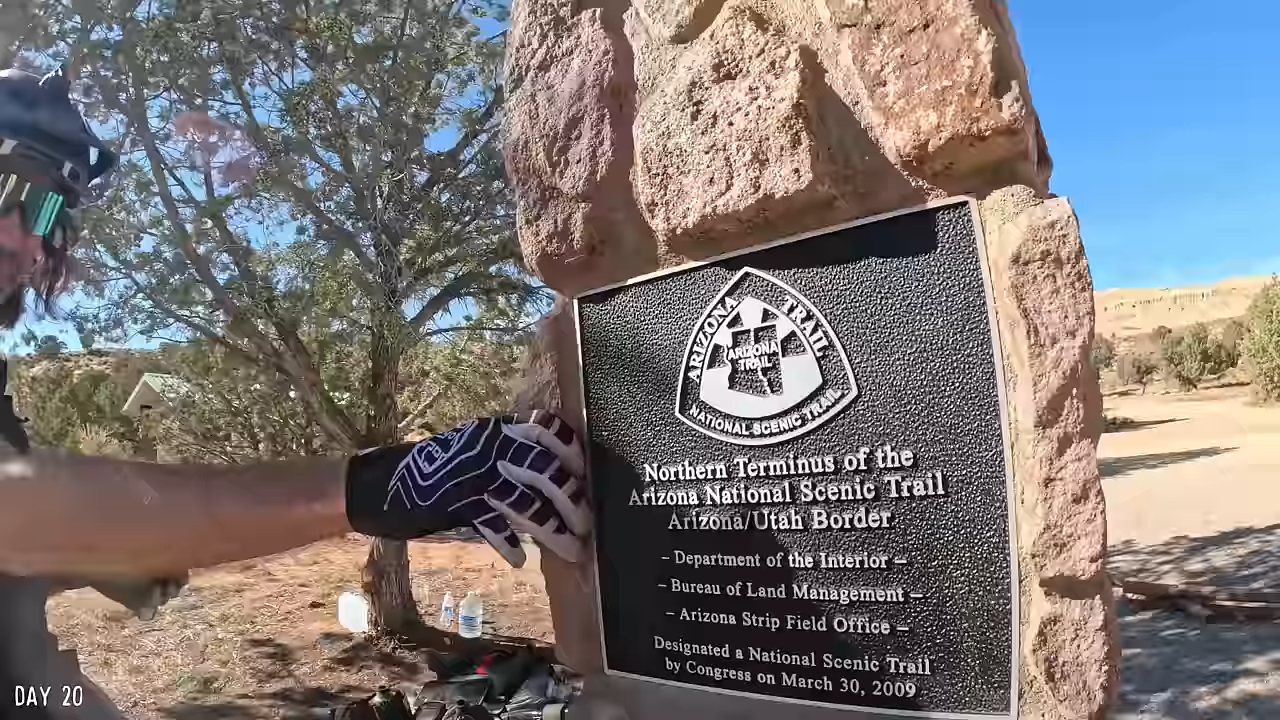 ARIZONA TRAIL
ARIZONA
TRAIL
NATIONAL SCENIC TRAIL
Northern Terminus of the
Arizona National Scenic Trail
Arizona/Utah Border
– Department of the Interior –
– Bureau of Land Management –
– Arizona Strip Field Office –
Designated a National Scenic Trail
by Congress on March 30, 2009
DAY 20